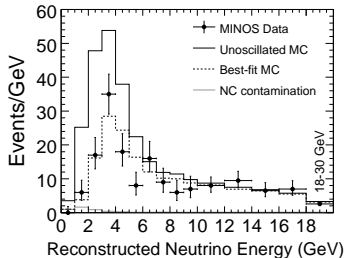 Events/GeV
60
50
40
30
20
10
0
MINOS Data
Unoscillated MC
Best-fit MC
NC contamination
18-30 GeV
0 2 4 6 8 10 12 14 16 18
Reconstructed Neutrino Energy (GeV)